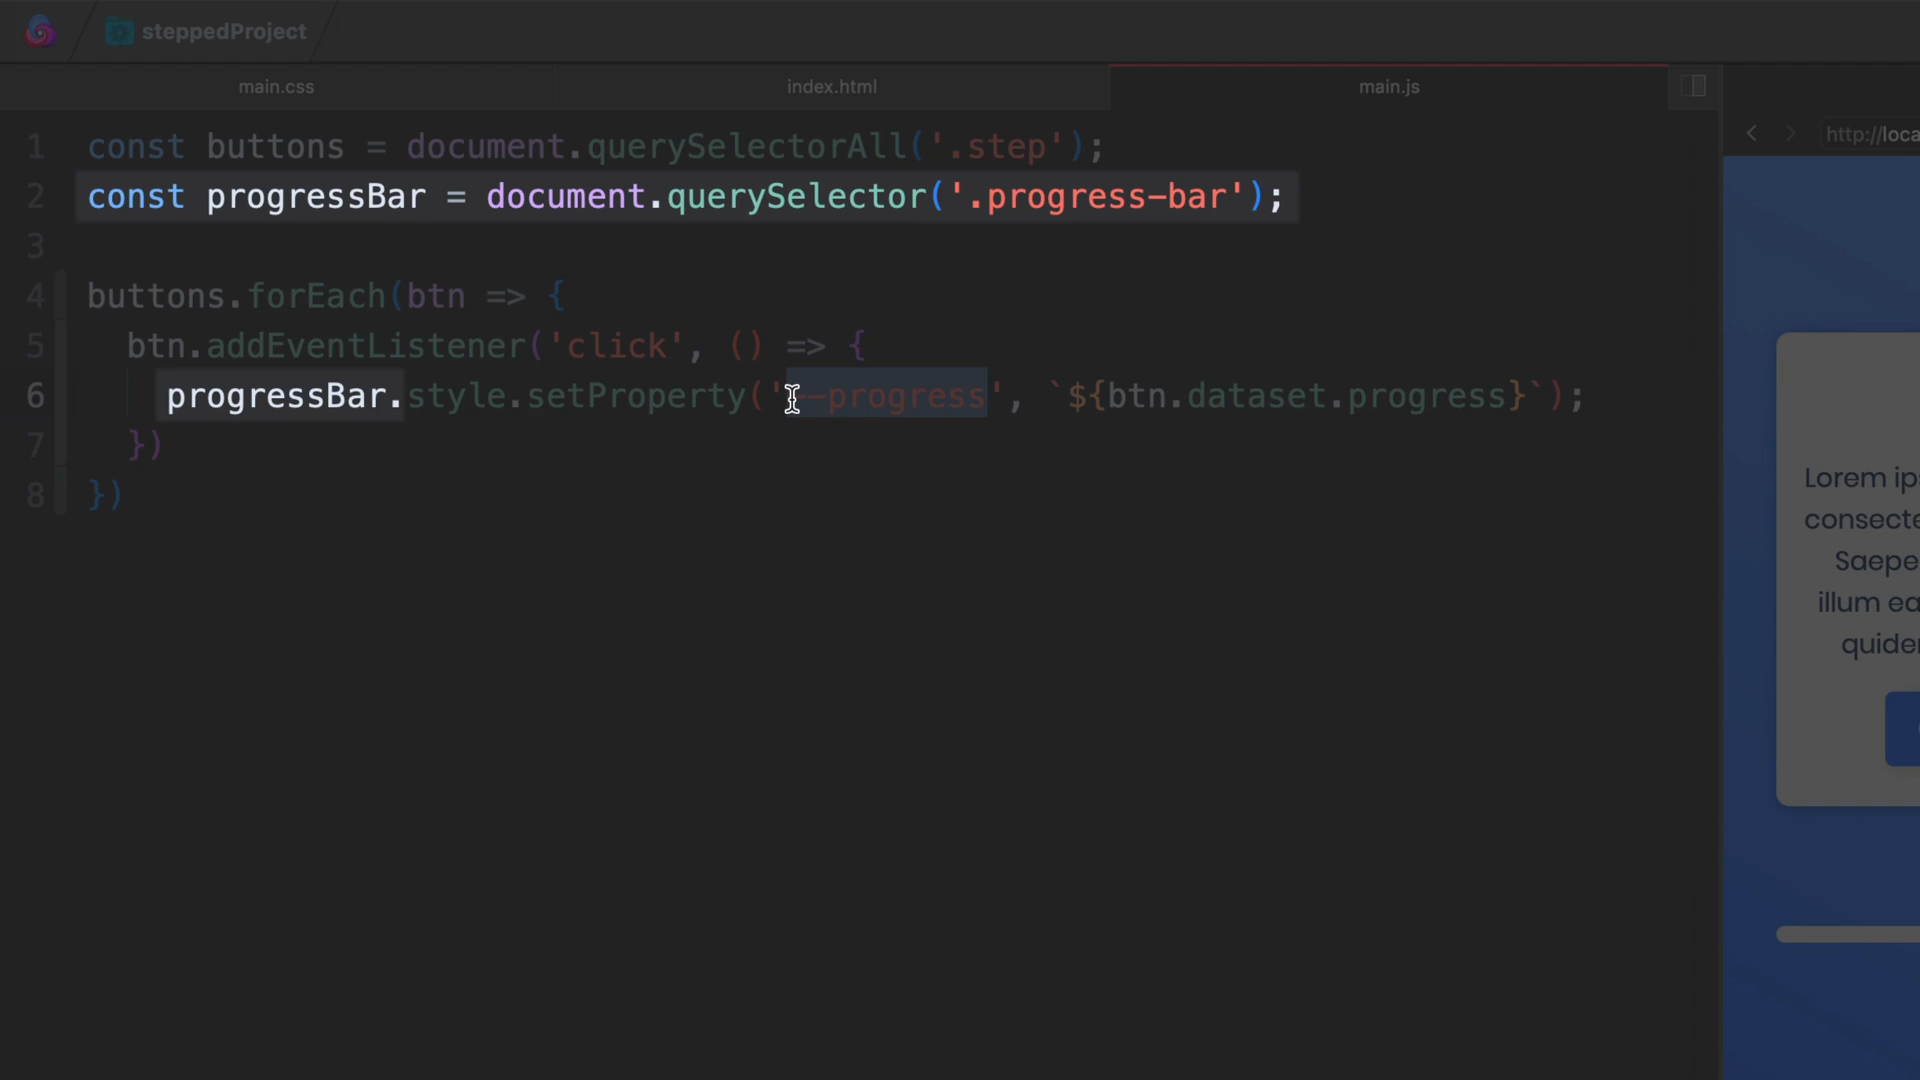 steppedProject
main.css
index.html
main.js
1 const buttons = document.querySelectorAll('.step');
2 const progressBar = document.querySelector('.progress-bar');
3
4 buttons.forEach(btn => {
5 btn.addEventListener('click', () => {
6 progressBar.style.setProperty('--progress', `${btn.dataset.progress}`);
7 })
8 })
http://loca
Lorem ips
consecte
Saepe
illum ea
quider